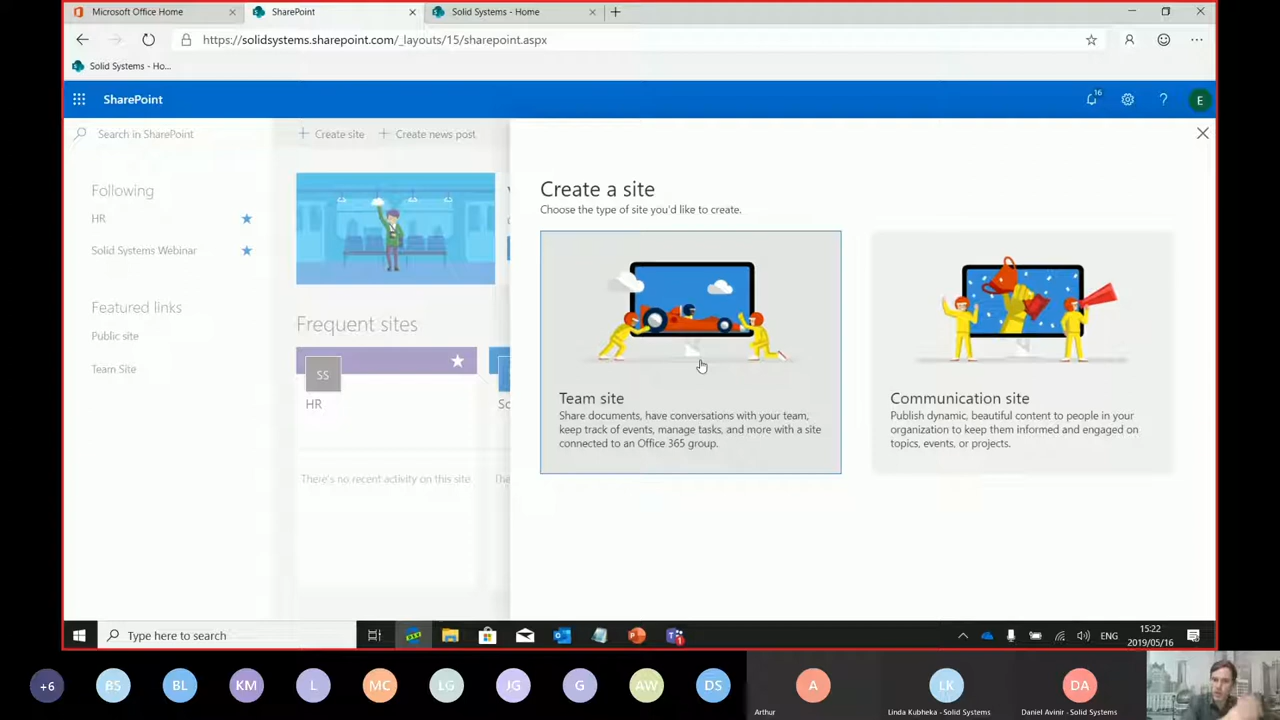 Microsoft Office Home
SharePoint
Solid Systems - Home
https://solidsystems.sharepoint.com/_layouts/15/sharepoint.aspx
Solid Systems - Ho...
SharePoint
16
E
Search in SharePoint
Create site
Create news post
Following
HR
Solid Systems Webinar
Featured links
Public site
Team Site
Frequent sites
SS
HR
There's no recent activity on this site
Create a site
Choose the type of site you'd like to create.
Team site
Share documents, have conversations with your team,
keep track of events, manage tasks, and more with a site
connected to an Office 365 group.
Communication site
Publish dynamic, beautiful content to people in your
organization to keep them informed and engaged on
topics, events, or projects.
Type here to search
ENG
15:22
2019/05/16
+6
BS
BL
KM
L
MC
LG
JG
G
AW
DS
A
LK
DA
Arthur
Linda Kubheka - Solid Systems
Daniel Avinir - Solid Systems